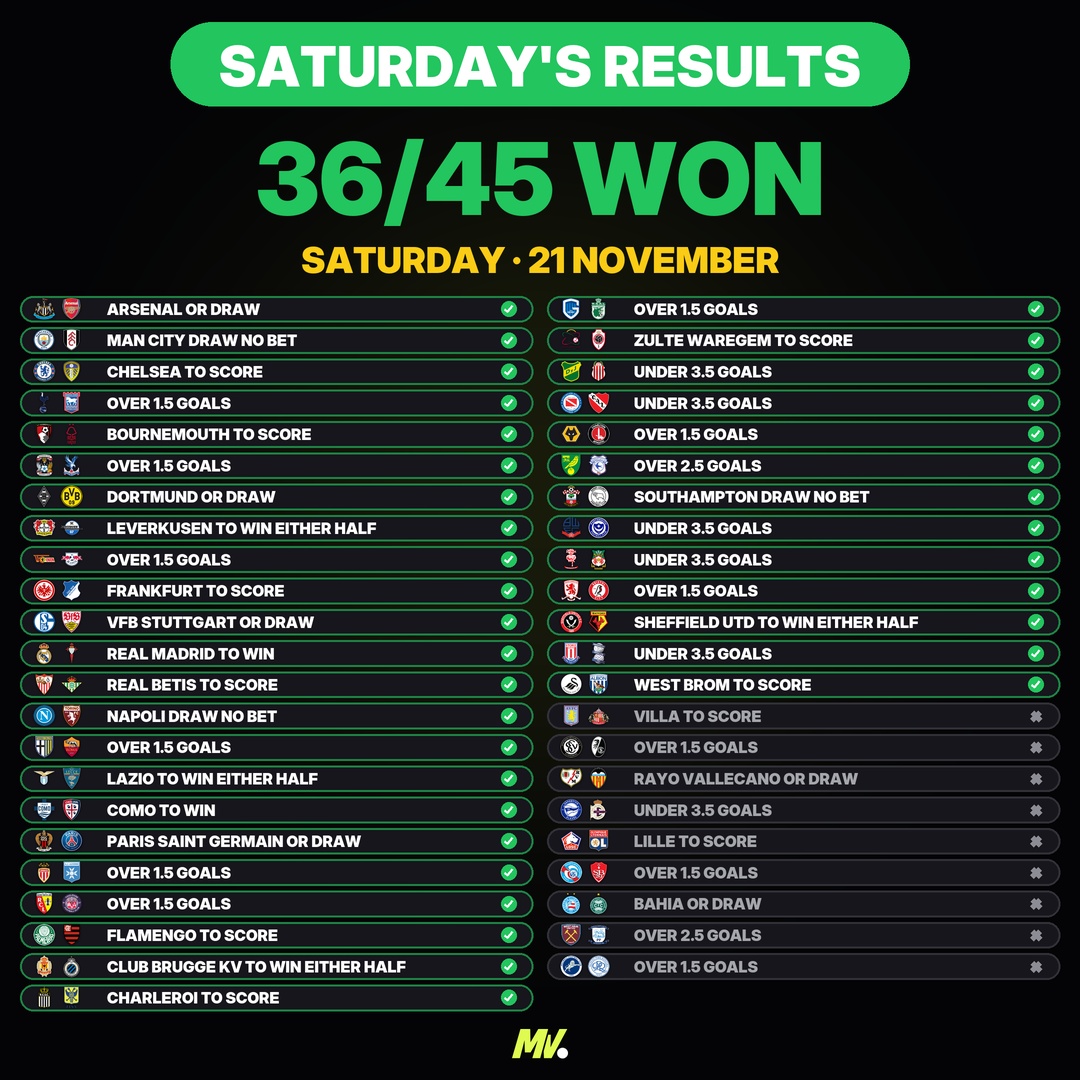 SATURDAY'S RESULTS
36/45 WON
SATURDAY · 21 NOVEMBER
ARSENAL OR DRAW
MAN CITY DRAW NO BET
CHELSEA TO SCORE
OVER 1.5 GOALS
BOURNEMOUTH TO SCORE
OVER 1.5 GOALS
DORTMUND OR DRAW
LEVERKUSEN TO WIN EITHER HALF
OVER 1.5 GOALS
FRANKFURT TO SCORE
VFB STUTTGART OR DRAW
REAL MADRID TO WIN
REAL BETIS TO SCORE
NAPOLI DRAW NO BET
OVER 1.5 GOALS
LAZIO TO WIN EITHER HALF
COMO TO WIN
PARIS SAINT GERMAIN OR DRAW
OVER 1.5 GOALS
OVER 1.5 GOALS
FLAMENGO TO SCORE
CLUB BRUGGE KV TO WIN EITHER HALF
CHARLEROI TO SCORE
OVER 1.5 GOALS
ZULTE WAREGEM TO SCORE
UNDER 3.5 GOALS
UNDER 3.5 GOALS
OVER 1.5 GOALS
OVER 2.5 GOALS
SOUTHAMPTON DRAW NO BET
UNDER 3.5 GOALS
UNDER 3.5 GOALS
OVER 1.5 GOALS
SHEFFIELD UTD TO WIN EITHER HALF
UNDER 3.5 GOALS
WEST BROM TO SCORE
VILLA TO SCORE
OVER 1.5 GOALS
RAYO VALLECANO OR DRAW
UNDER 3.5 GOALS
LILLE TO SCORE
OVER 1.5 GOALS
BAHIA OR DRAW
OVER 2.5 GOALS
OVER 1.5 GOALS
MV.